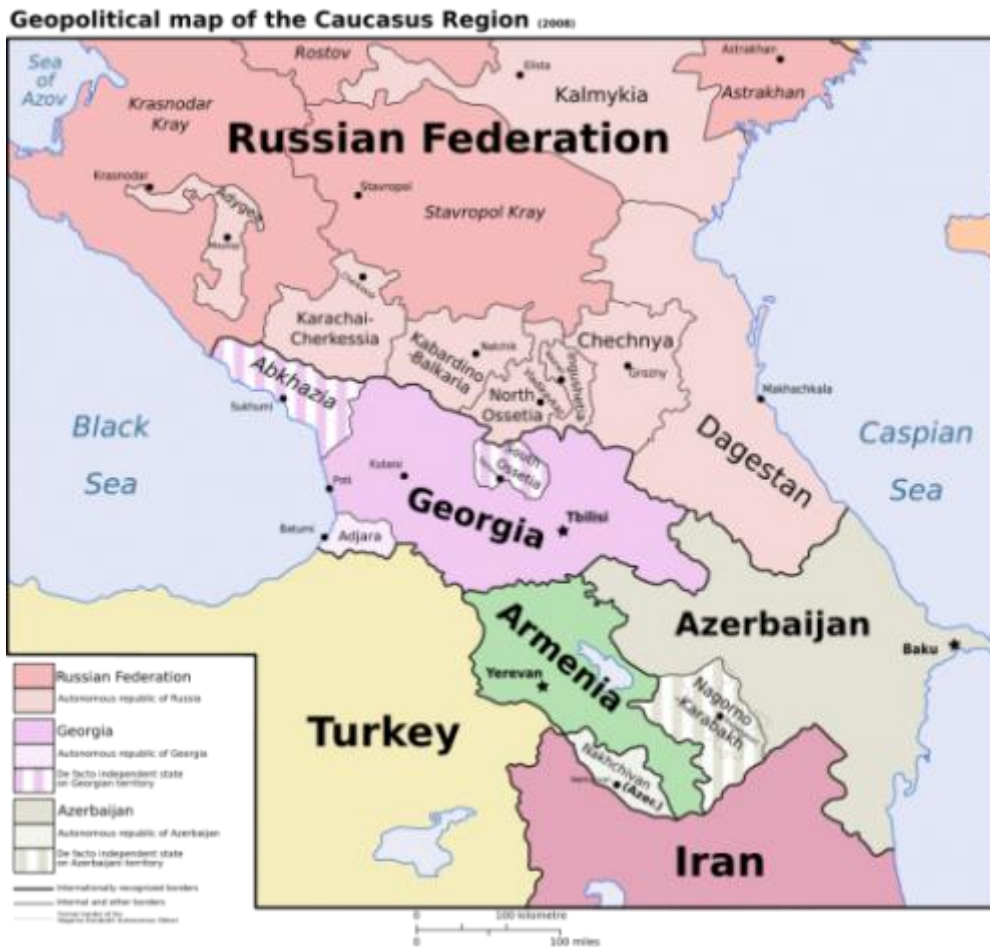 Geopolitical map of the Caucasus Region (2008)
Sea
of
Azov
Rostov
Krasnodar
Kray
Elista
Kalmykia
Astrakhan
Astrakhan
Russian Federation
Krasnodar
Adygea
Stavropol
Stavropol Kray
Karachai-
Cherkessia
Kabardino
-Balkaria
Nalchik
North
Ossetia
Ingushetia
Chechnya
Grozny
Makhachkala
Dagestan
Abkhazia
Sukhumi
Black
Sea
Caspian
Sea
South
Ossetia
Kutaisi
Poti
Georgia
Tbilisi
Batumi
Adjara
Armenia
Yerevan
Azerbaijan
Baku
Nagorno
-Karabakh
Nakhchivan
(Azer.)
Turkey
Iran
Russian Federation
Autonomous republic of Russia
Georgia
Autonomous republic of Georgia
De facto independent state
on Georgian territory
Azerbaijan
Autonomous republic of Azerbaijan
De facto independent state
on Azerbaijani territory
Internationally recognized borders
Internal and other borders
0 100 kilometre
0 100 miles